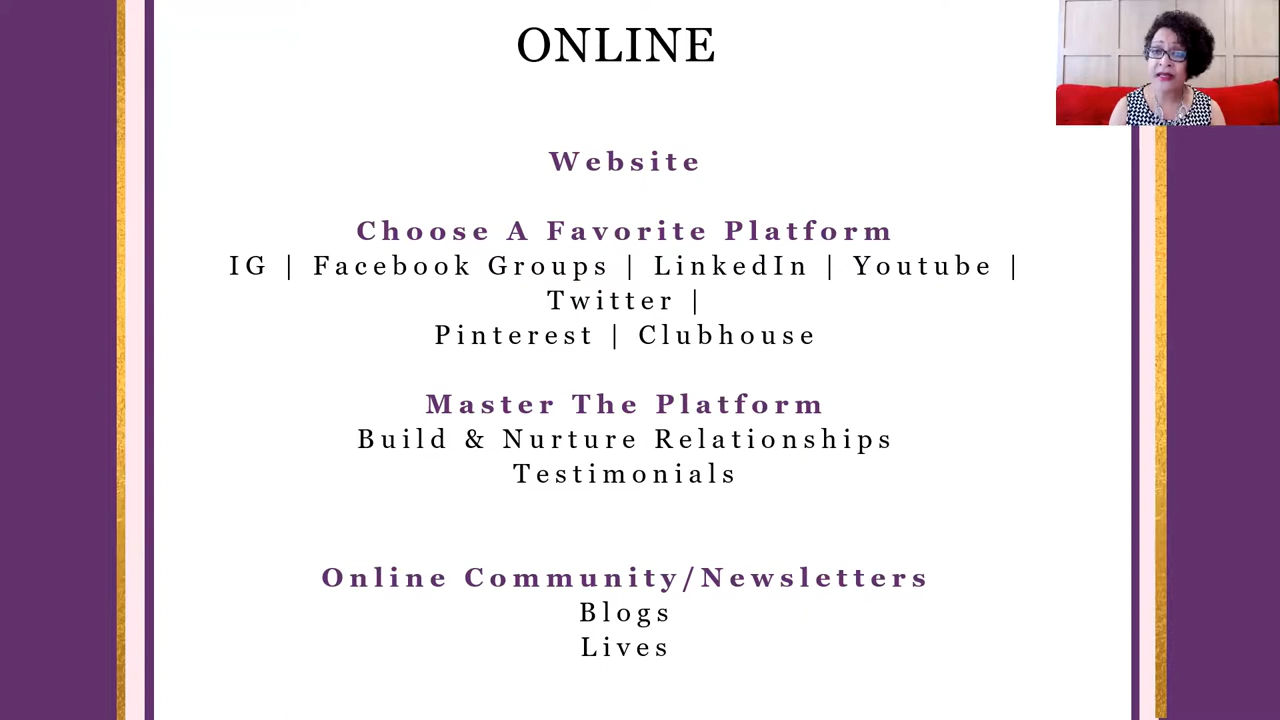 ONLINE
Website
Choose A Favorite Platform
IG | Facebook Groups | LinkedIn | Youtube |
Twitter |
Pinterest | Clubhouse
Master The Platform
Build & Nurture Relationships
Testimonials
Online Community/Newsletters
Blogs
Lives